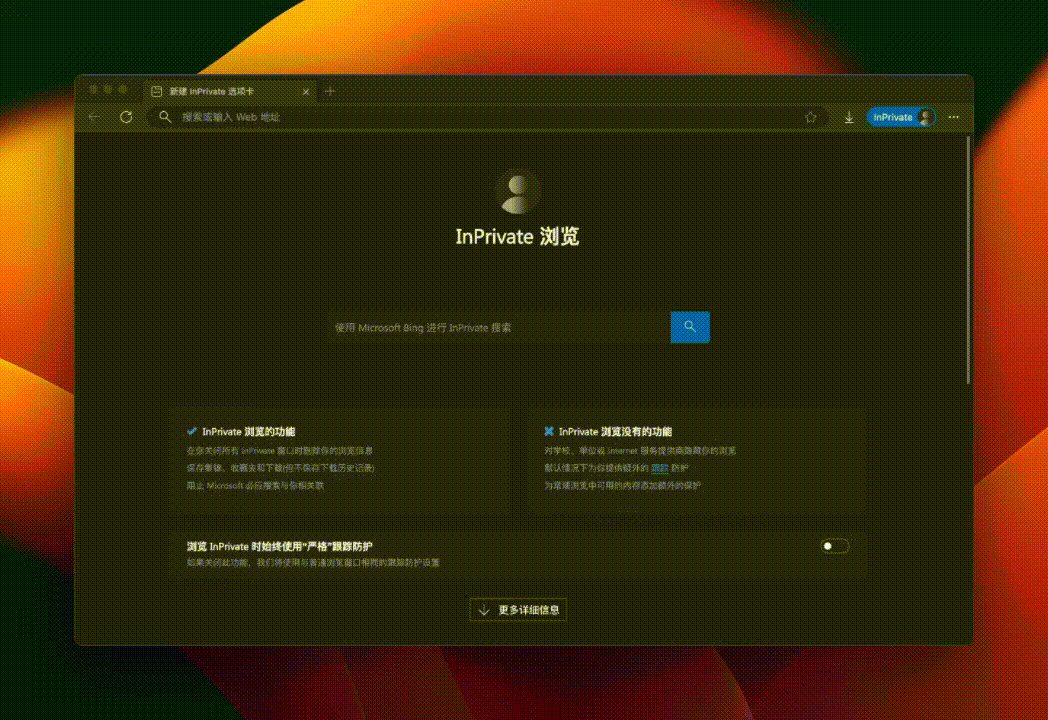 新建 InPrivate 选项卡
搜索或输入 Web 地址
InPrivate
InPrivate 浏览
使用 Microsoft Bing 进行 InPrivate 搜索
InPrivate 浏览的功能
在你关闭所有 InPrivate 窗口时删除你的浏览信息
保存集锦、收藏夹和下载(但不保存下载历史记录)
阻止 Microsoft 必应搜索与你相关联
InPrivate 浏览没有的功能
对学校、单位或 Internet 服务提供商隐藏你的浏览
默认情况下为你提供额外的 跟踪 防护
为常规浏览中可用的内容添加额外的保护
浏览 InPrivate 时始终使用“严格”跟踪防护
如果关闭此功能，我们将使用与普通浏览窗口相同的跟踪防护设置
更多详细信息